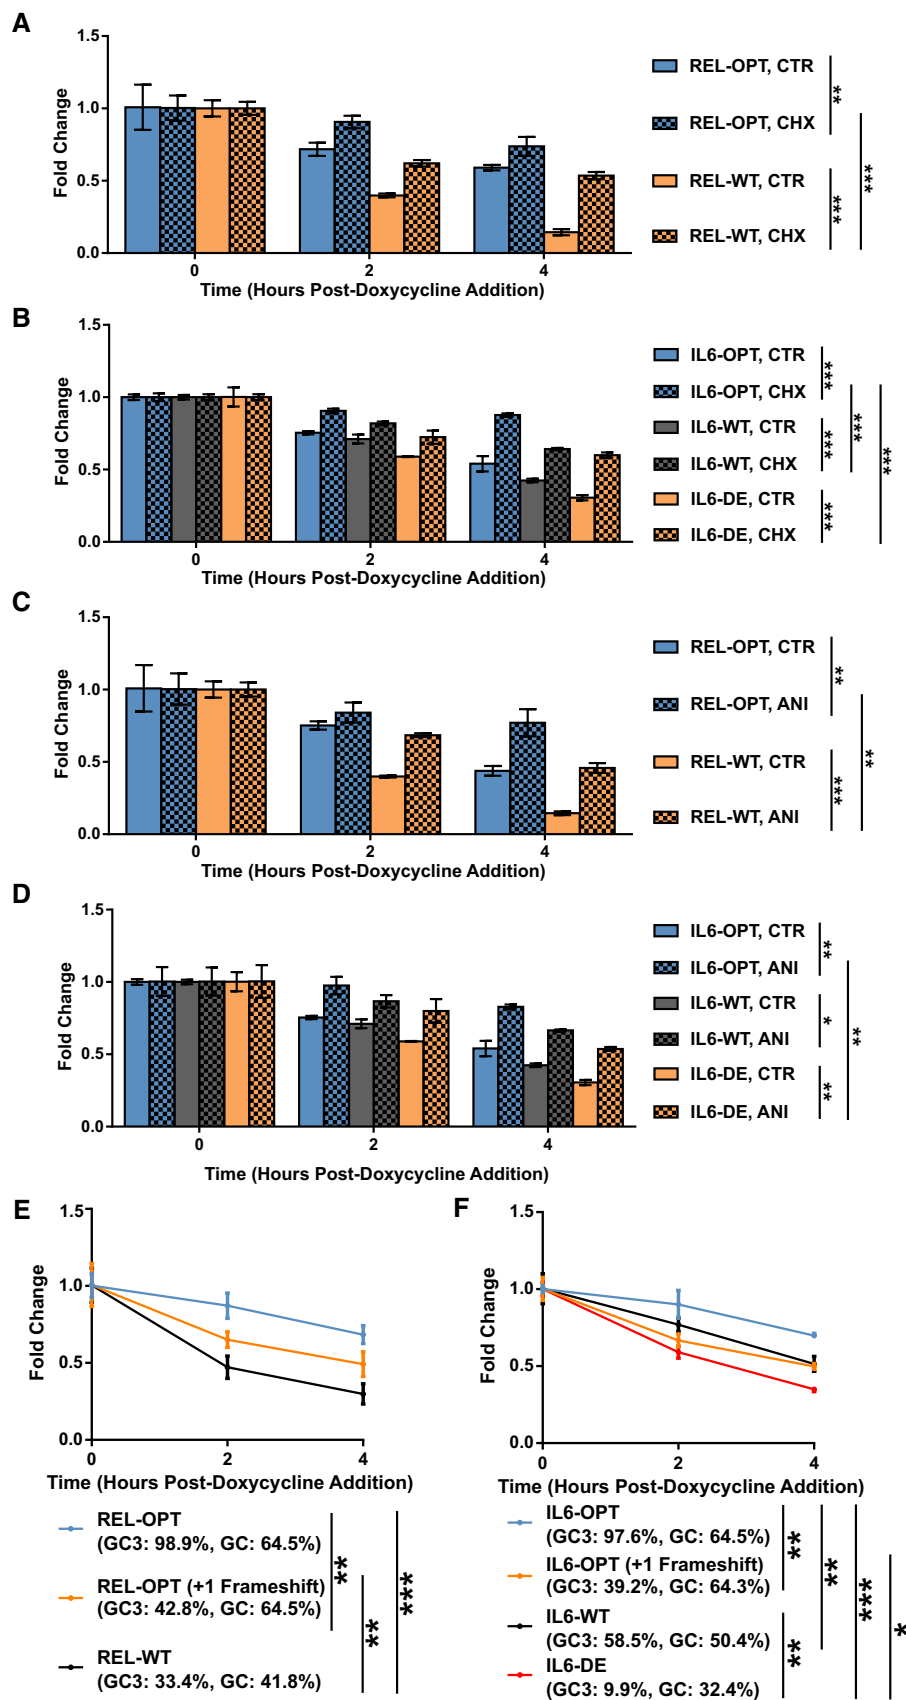 A
1.5
1.0
0.5
0.0
Fold Change
0
2
4
Time (Hours Post-Doxycycline Addition)
REL-OPT, CTR
REL-OPT, CHX
REL-WT, CTR
REL-WT, CHX
**
***
***
B
1.5
1.0
0.5
0.0
Fold Change
0
2
4
Time (Hours Post-Doxycycline Addition)
IL6-OPT, CTR
IL6-OPT, CHX
IL6-WT, CTR
IL6-WT, CHX
IL6-DE, CTR
IL6-DE, CHX
***
***
***
***
***
C
1.5
1.0
0.5
0.0
Fold Change
0
2
4
Time (Hours Post-Doxycycline Addition)
REL-OPT, CTR
REL-OPT, ANI
REL-WT, CTR
REL-WT, ANI
**
***
**
D
1.5
1.0
0.5
0.0
Fold Change
0
2
4
Time (Hours Post-Doxycycline Addition)
IL6-OPT, CTR
IL6-OPT, ANI
IL6-WT, CTR
IL6-WT, ANI
IL6-DE, CTR
IL6-DE, ANI
**
*
**
**
E
1.5
1.0
0.5
0.0
Fold Change
0
2
4
Time (Hours Post-Doxycycline Addition)
REL-OPT
(GC3: 98.9%, GC: 64.5%)
REL-OPT (+1 Frameshift)
(GC3: 42.8%, GC: 64.5%)
REL-WT
(GC3: 33.4%, GC: 41.8%)
**
**
***
F
1.5
1.0
0.5
0.0
Fold Change
0
2
4
Time (Hours Post-Doxycycline Addition)
IL6-OPT
(GC3: 97.6%, GC: 64.5%)
IL6-OPT (+1 Frameshift)
(GC3: 39.2%, GC: 64.3%)
IL6-WT
(GC3: 58.5%, GC: 50.4%)
IL6-DE
(GC3: 9.9%, GC: 32.4%)
**
**
**
***
*